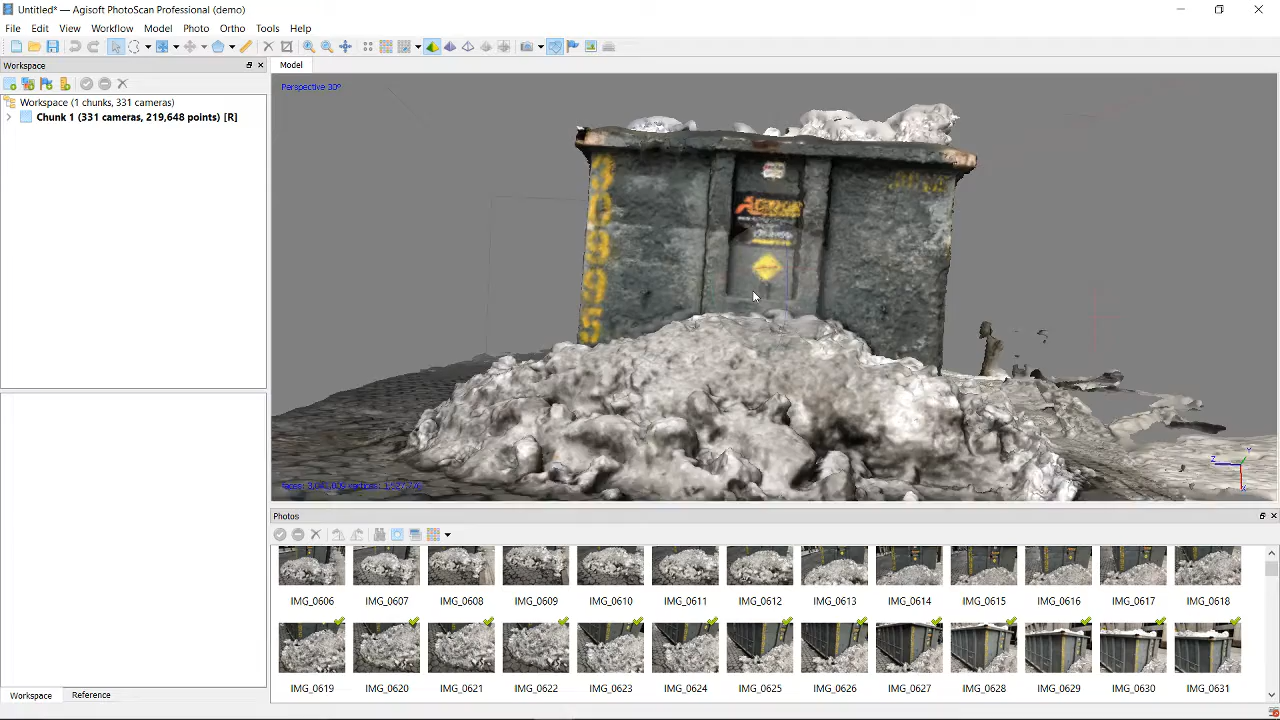 Untitled* — Agisoft PhotoScan Professional (demo)
File Edit View Workflow Model Photo Ortho Tools Help
Workspace
Model
Workspace (1 chunks, 331 cameras)
Chunk 1 (331 cameras, 219,648 points) [R]
Perspective 30°
30995
Photos
IMG_0606 IMG_0607 IMG_0608 IMG_0609 IMG_0610 IMG_0611 IMG_0612 IMG_0613 IMG_0614 IMG_0615 IMG_0616 IMG_0617 IMG_0618
IMG_0619 IMG_0620 IMG_0621 IMG_0622 IMG_0623 IMG_0624 IMG_0625 IMG_0626 IMG_0627 IMG_0628 IMG_0629 IMG_0630 IMG_0631
Workspace Reference